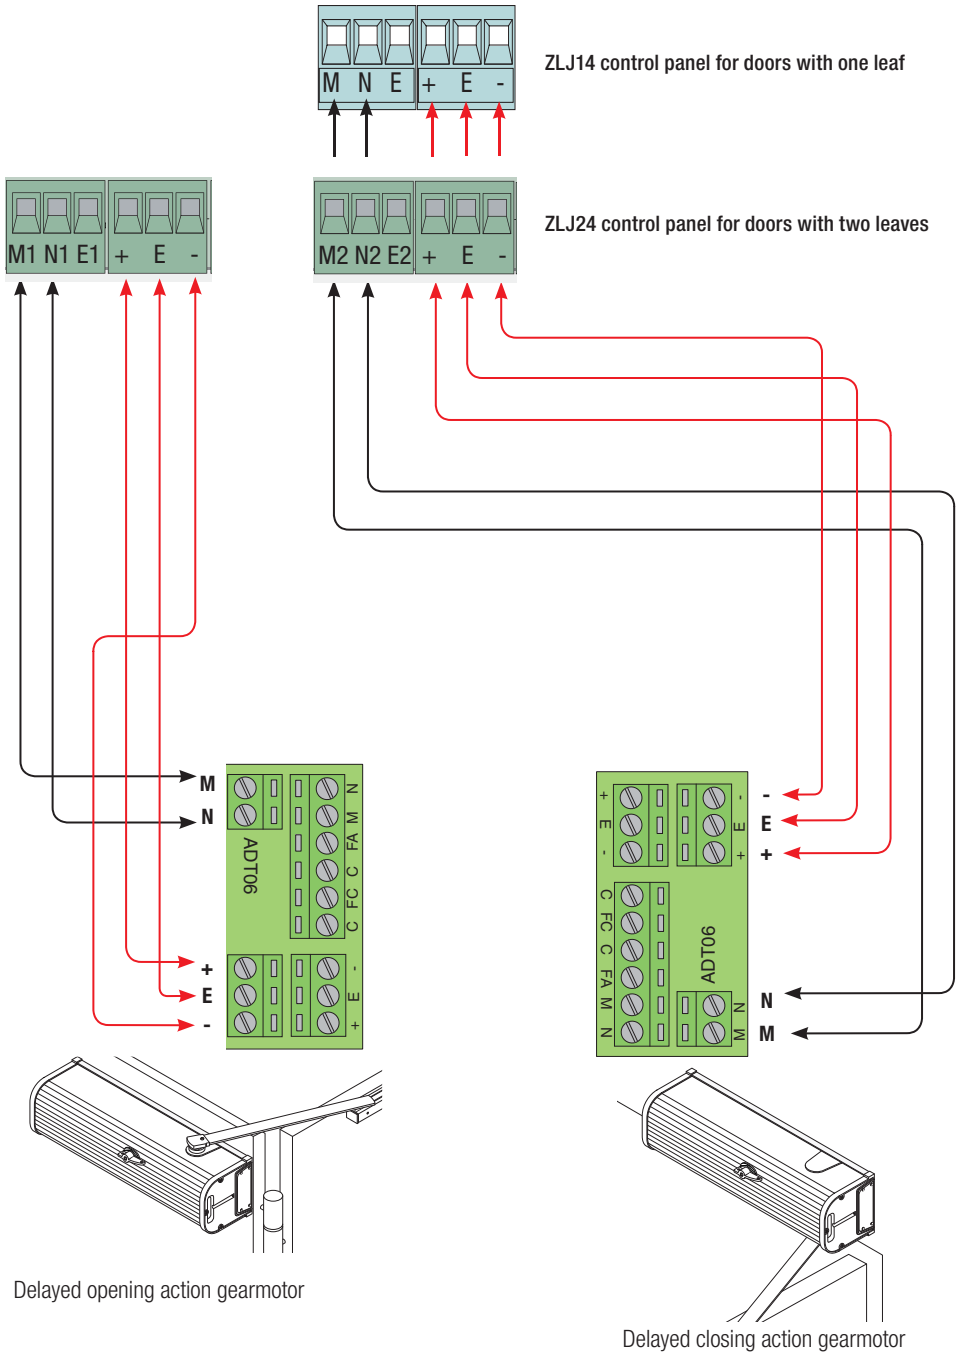 M N E + E -
ZLJ14 control panel for doors with one leaf
M1 N1 E1 + E -
M2 N2 E2 + E -
ZLJ24 control panel for doors with two leaves
M
N
ADT06
N
M
FA
C
FC
C
+
E
-
-
E
+
+
E
-
-
E
+
-
E
+
C
FC
C
FA
M
N
ADT06
N
M
N
M
Delayed opening action gearmotor
Delayed closing action gearmotor